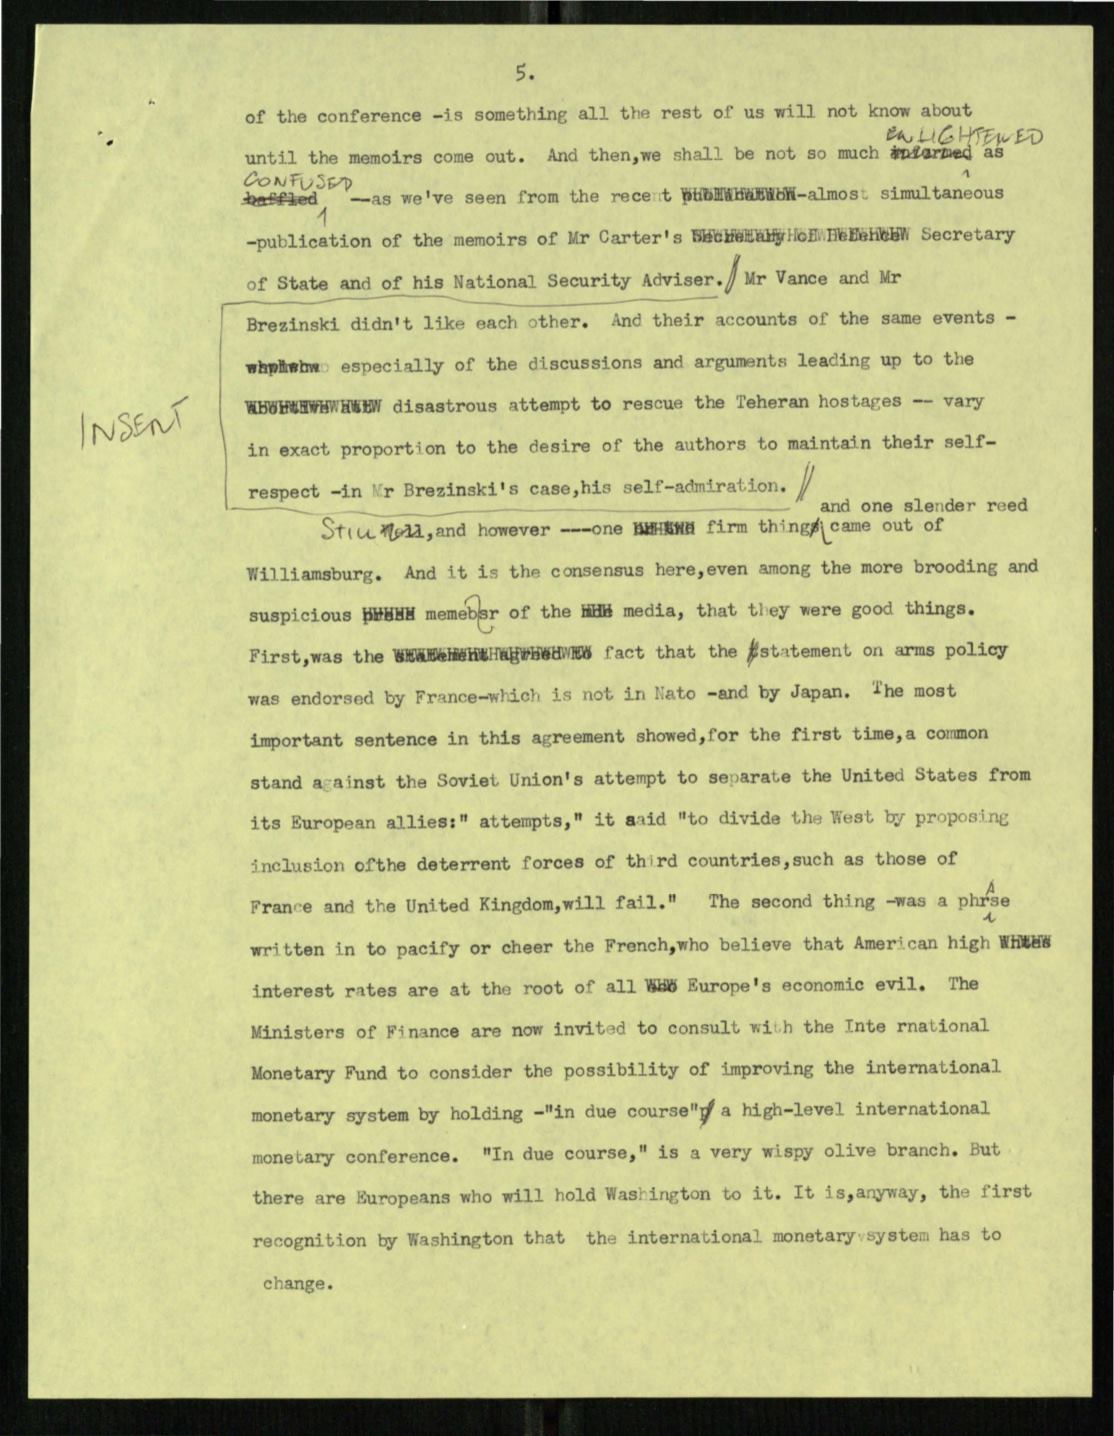 5.
of the conference -is something all the rest of us will not know about
ENLIGHTENED
until the memoirs come out. And then,we shall be not so much informed as
CONFUSED
baffled --as we've seen from the recent publication-almost simultaneous
-publication of the memoirs of Mr Carter's Secretary of Defence Secretary
of State and of his National Security Adviser.// Mr Vance and Mr
Brezinski didn't like each other. And their accounts of the same events -
especially of the discussions and arguments leading up to the
disastrous attempt to rescue the Teheran hostages -- vary
INSERT
in exact proportion to the desire of the authors to maintain their self-
respect -in Mr Brezinski's case,his self-admiration. //
and one slender reed
Still Well,and however ---one firm things came out of
Williamsburg. And it is the consensus here,even among the more brooding and
suspicious press memebsr of the media, that they were good things.
First,was the statement agreed to fact that the statement on arms policy
was endorsed by France-which is not in Nato -and by Japan. The most
important sentence in this agreement showed,for the first time,a common
stand against the Soviet Union's attempt to separate the United States from
its European allies:" attempts," it said "to divide the West by proposing
inclusion ofthe deterrent forces of third countries,such as those of
France and the United Kingdom,will fail." The second thing -was a phrase
written in to pacify or cheer the French,who believe that American high
interest rates are at the root of all Europe's economic evil. The
Ministers of Finance are now invited to consult with the Inte rnational
Monetary Fund to consider the possibility of improving the international
monetary system by holding -"in due course" a high-level international
monetary conference. "In due course," is a very wispy olive branch. But
there are Europeans who will hold Washington to it. It is,anyway, the first
recognition by Washington that the international monetary system has to
change.